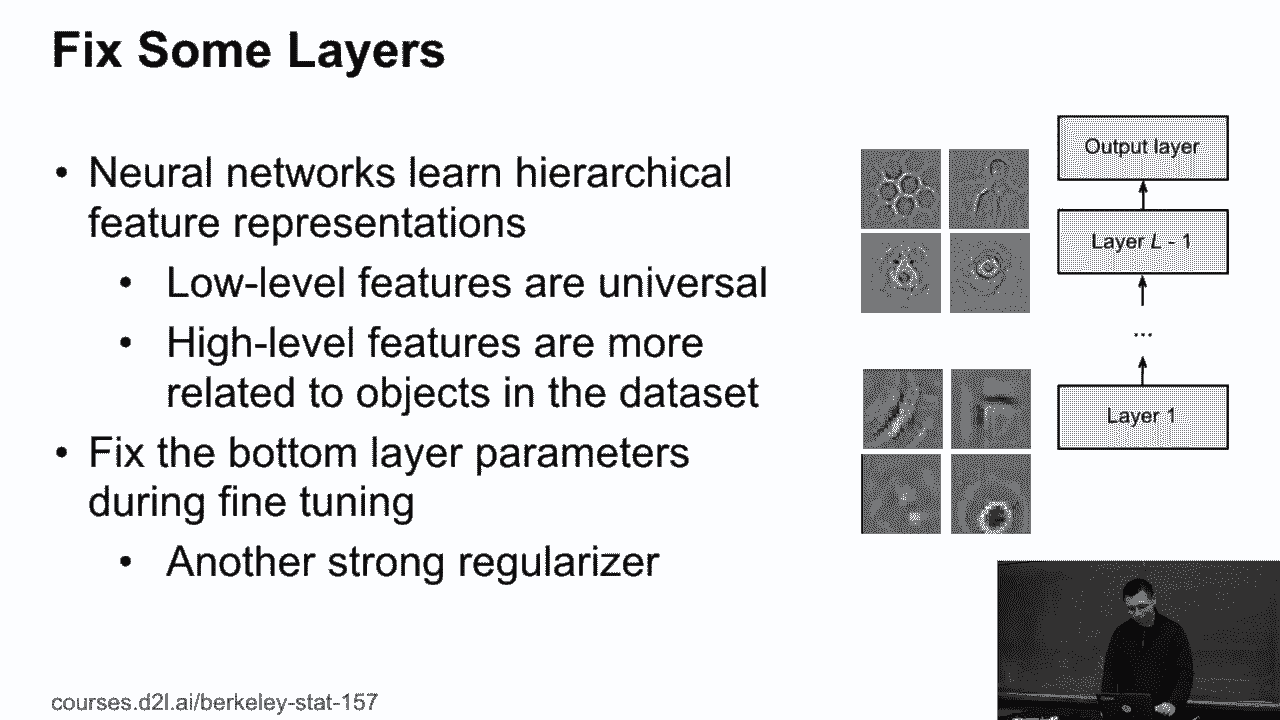 Fix Some Layers
• Neural networks learn hierarchical
feature representations
• Low-level features are universal
• High-level features are more
related to objects in the dataset
• Fix the bottom layer parameters
during fine tuning
• Another strong regularizer
Output layer
Layer L - 1
...
Layer 1
courses.d2l.ai/berkeley-stat-157